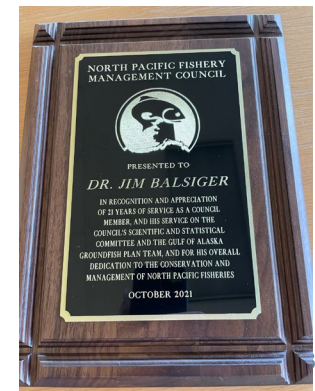 NORTH PACIFIC FISHERY
MANAGEMENT COUNCIL
PRESENTED TO
DR. JIM BALSIGER
IN RECOGNITION AND APPRECIATION
OF 21 YEARS OF SERVICE AS A COUNCIL
MEMBER, AND HIS SERVICE ON THE
COUNCIL'S SCIENTIFIC AND STATISTICAL
COMMITTEE AND THE GULF OF ALASKA
GROUNDFISH PLAN TEAM, AND FOR HIS OVERALL
DEDICATION TO THE CONSERVATION AND
MANAGEMENT OF NORTH PACIFIC FISHERIES
OCTOBER 2021